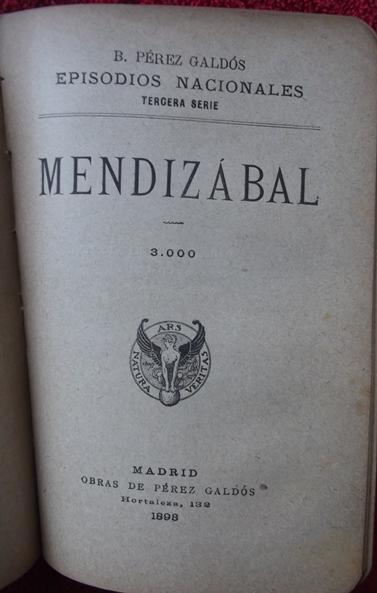 B. PÉREZ GALDÓS
EPISODIOS NACIONALES
TERCERA SERIE
MENDIZÁBAL
3.000
ARS
NATURA
VERITAS
MADRID
OBRAS DE PÉREZ GALDÓS
Hortaleza, 132
1898